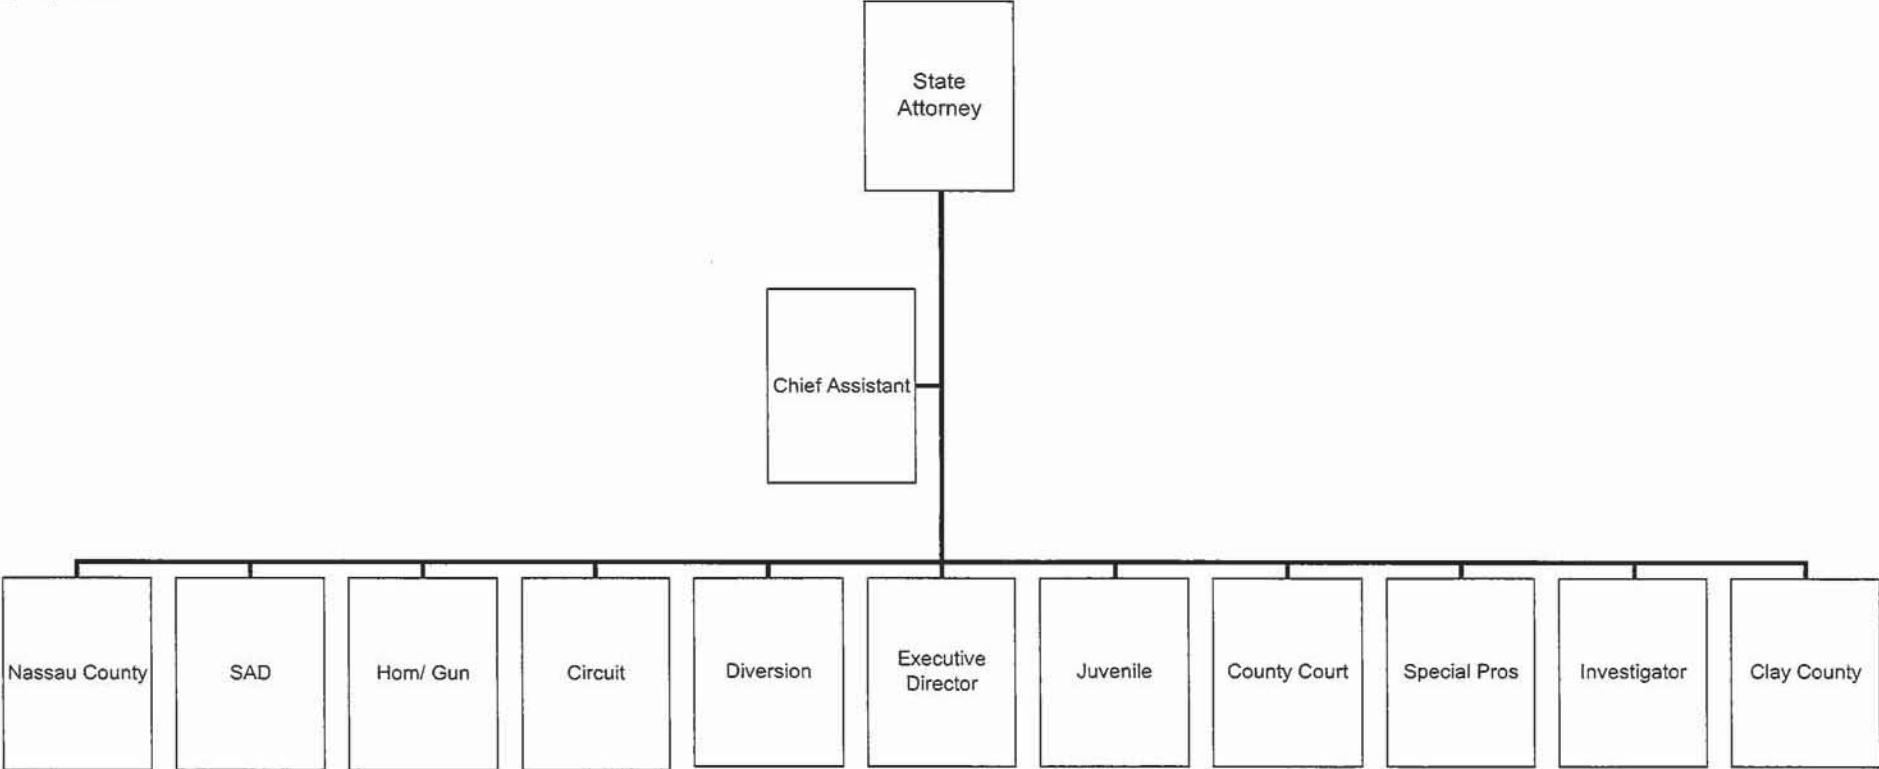 State
Attorney
Chief Assistant
Nassau County
SAD
Hom/ Gun
Circuit
Diversion
Executive
Director
Juvenile
County Court
Special Pros
Investigator
Clay County